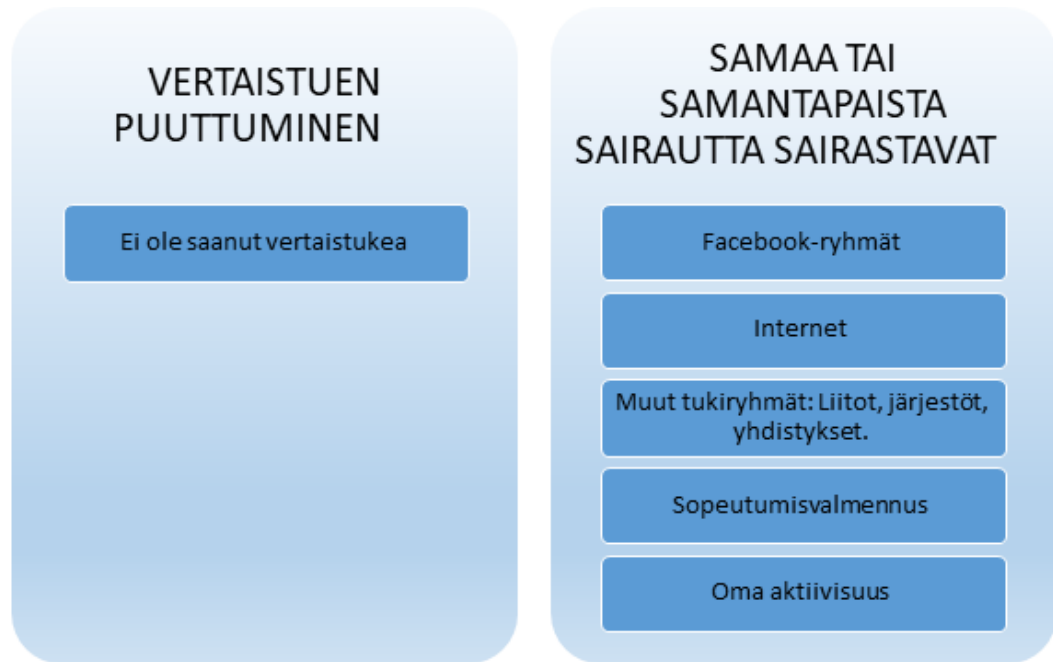 VERTAISTUEN
PUUTTUMINEN
Ei ole saanut vertaistukea
SAMAA TAI
SAMANTAPAISTA
SAIRAUTTA SAIRASTAVAT
Facebook-ryhmät
Internet
Muut tukiryhmät: Liitot, järjestöt,
yhdistykset.
Sopeutumisvalmennus
Oma aktiivisuus